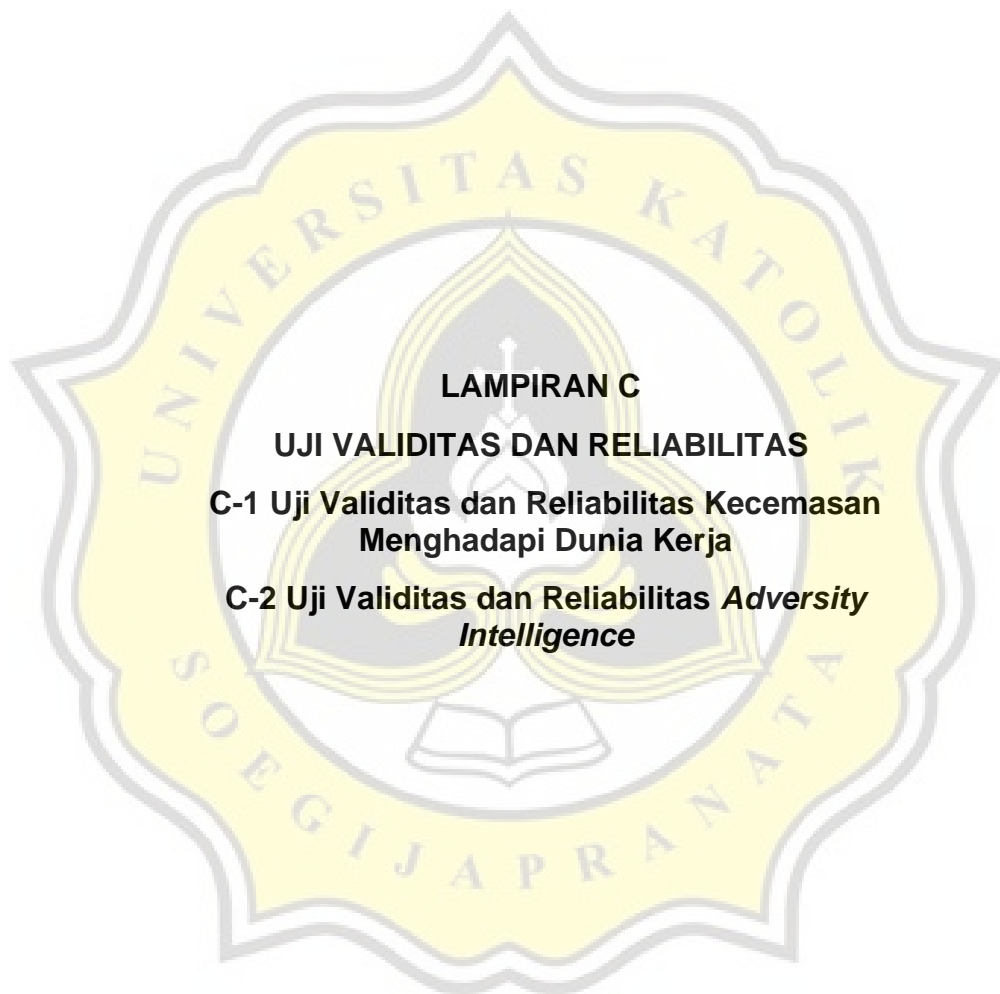 UNIVERSITAS KATOLIK
LAMPIRAN C
UJI VALIDITAS DAN RELIABILITAS
C-1 Uji Validitas dan Reliabilitas Kecemasan
Menghadapi Dunia Kerja
C-2 Uji Validitas dan Reliabilitas Adversity
Intelligence
SOEGIJAPRANATA